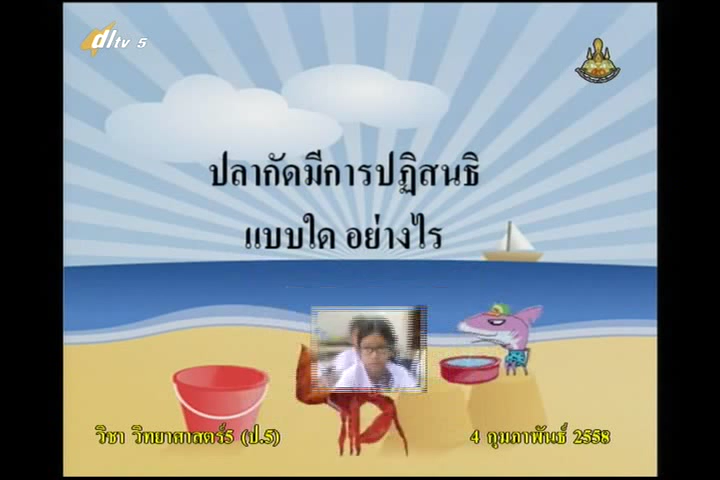 dltv 5
ปลากัดมีการปฏิสนธิ
แบบใด อย่างไร
วิชา วิทยาศาสตร์5 (ป.5)
4 กุมภาพันธ์ 2558